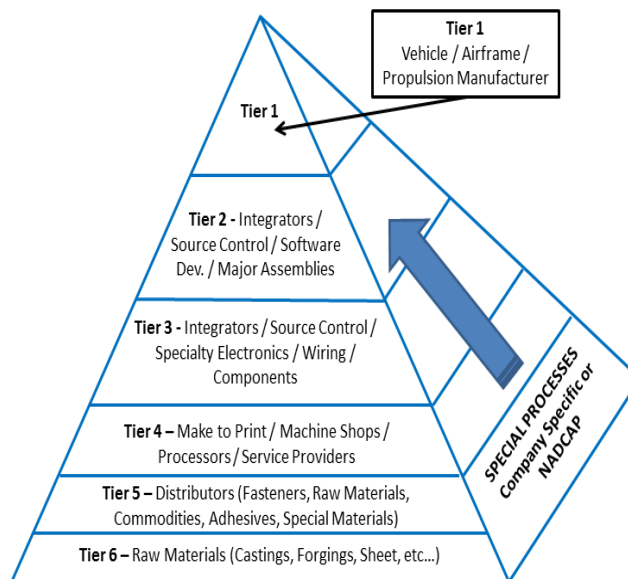 Tier 1
Vehicle / Airframe /
Propulsion Manufacturer
Tier 1
Tier 2 - Integrators /
Source Control / Software
Dev. / Major Assemblies
Tier 3 - Integrators / Source Control /
Specialty Electronics / Wiring /
Components
Tier 4 – Make to Print / Machine Shops /
Processors / Service Providers
Tier 5 – Distributors (Fasteners, Raw Materials,
Commodities, Adhesives, Special Materials)
Tier 6 – Raw Materials (Castings, Forgings, Sheet, etc...)
SPECIAL PROCESSES
Company Specific or
NADCAP